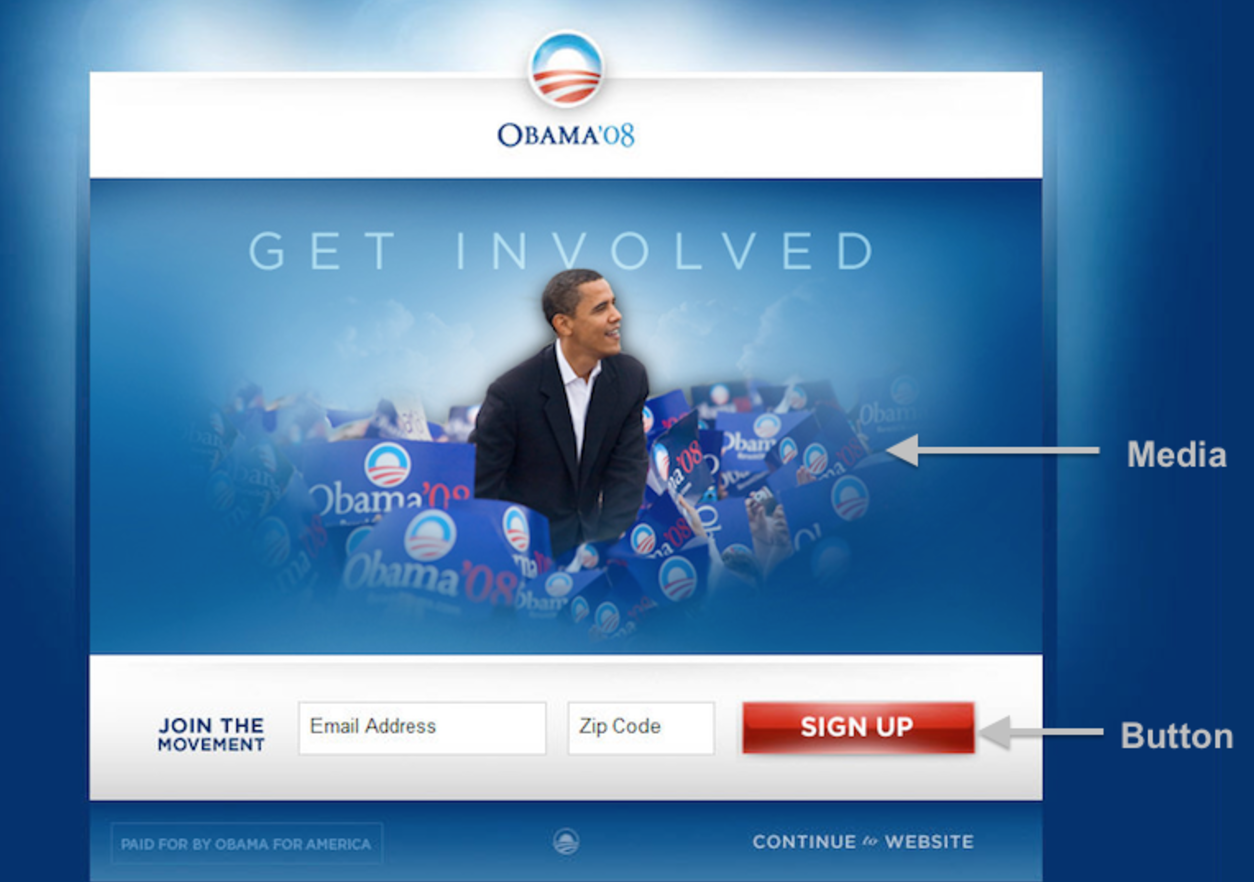 OBAMA'08
GET INVOLVED
Obama'08
Obama'08
Obama
Media
JOIN THE
MOVEMENT
Email Address
Zip Code
SIGN UP
Button
PAID FOR BY OBAMA FOR AMERICA
CONTINUE to WEBSITE